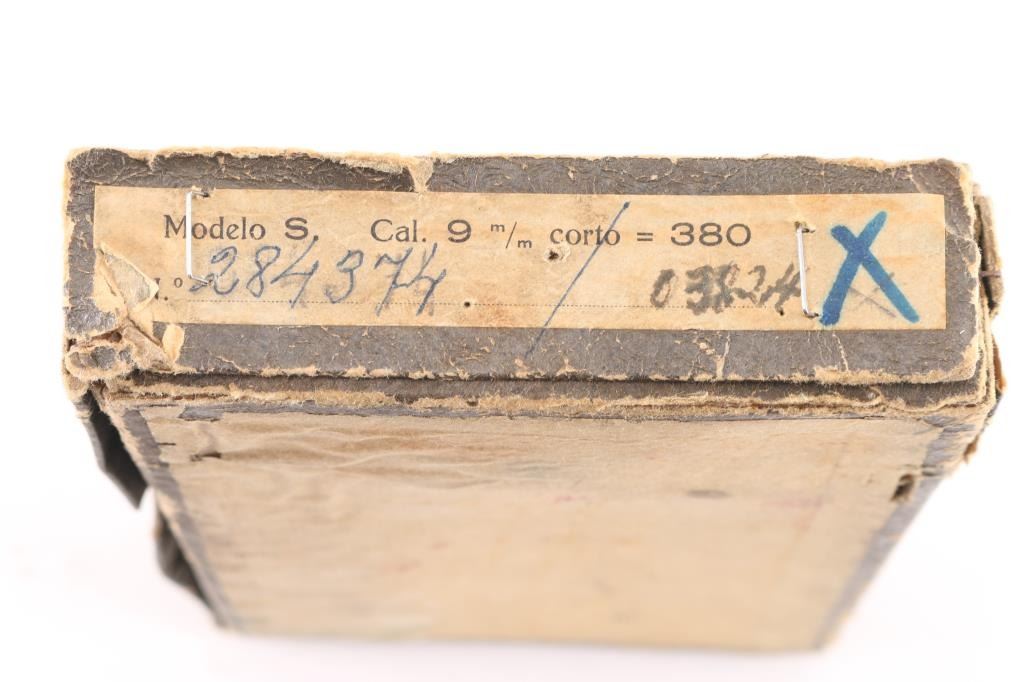 Modelo S. Cal. 9 m/m corto = 380
N.º 284374 / 03824 X